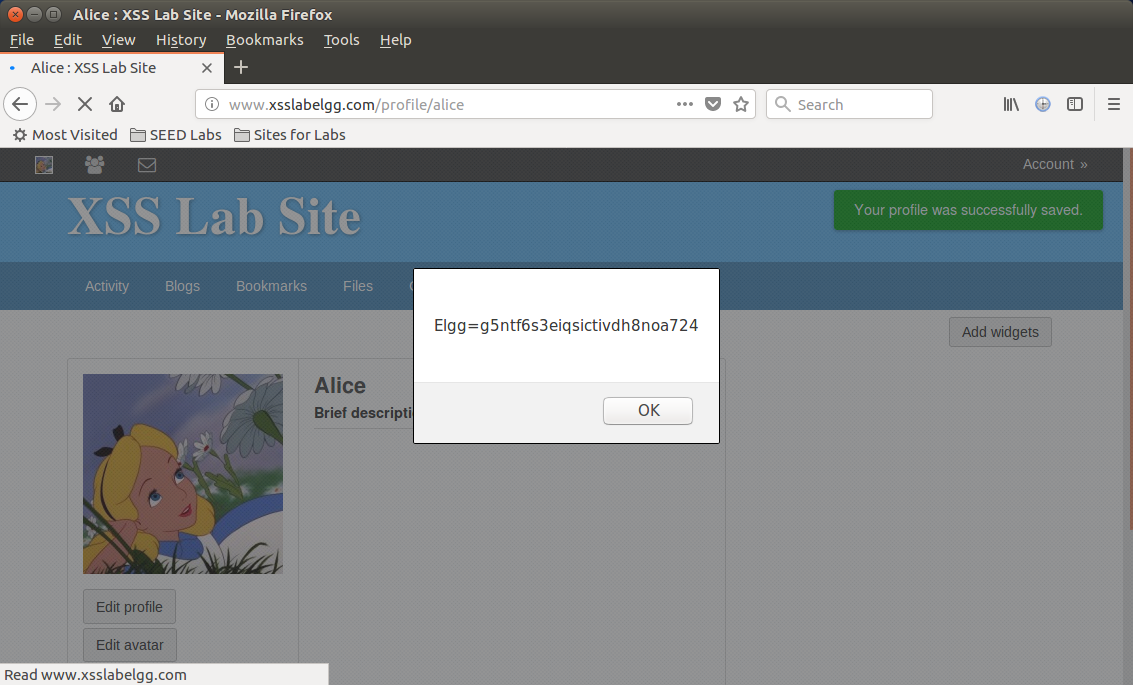 Alice : XSS Lab Site - Mozilla Firefox
File Edit View History Bookmarks Tools Help
Alice : XSS Lab Site
www.xsslabelgg.com/profile/alice
Search
Most Visited SEED Labs Sites for Labs
Account »
XSS Lab Site
Your profile was successfully saved.
Activity Blogs Bookmarks Files
Elgg=g5ntf6s3eiqsictivdh8noa724
OK
Add widgets
Alice
Brief descripti
Edit profile
Edit avatar
Read www.xsslabelgg.com